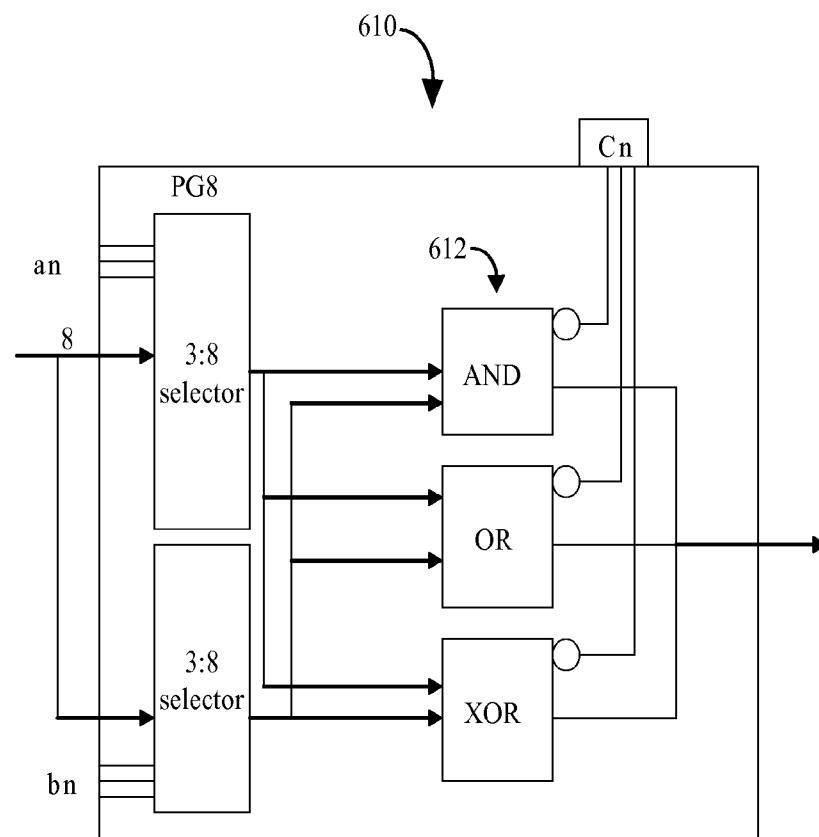 610
Cn
PG8
612
an
8
3:8
selector
AND
OR
3:8
selector
XOR
bn